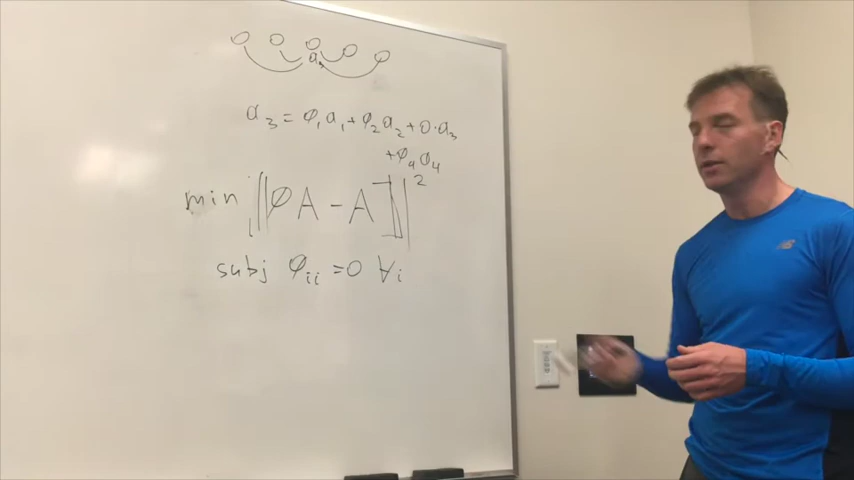 a₃
a₃ = φ₁a₁ + φ₂a₂ + 0·a₃
+ φ₄a₄
min [||φA - A||]²
subj φᵢᵢ = 0 ∀i